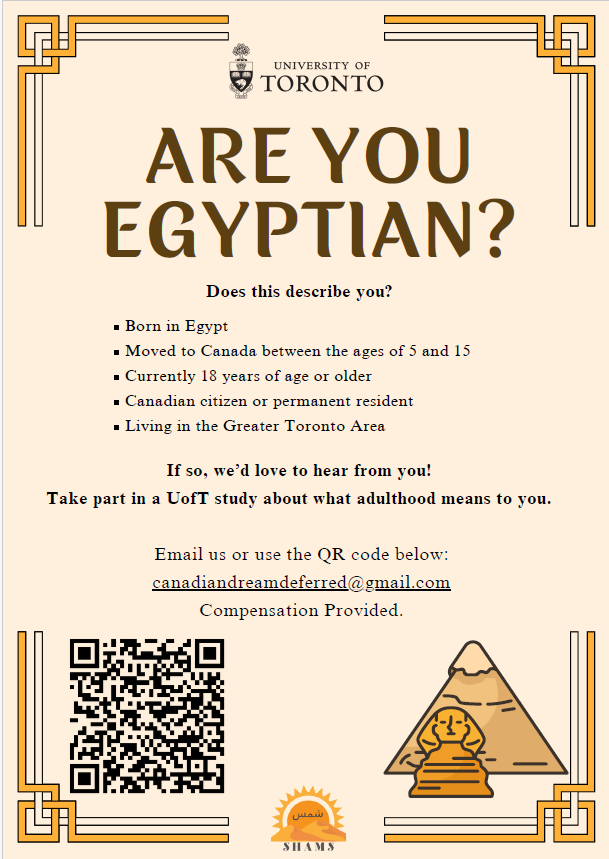 UNIVERSITY OF
TORONTO
ARE YOU
EGYPTIAN?
Does this describe you?
▪ Born in Egypt
▪ Moved to Canada between the ages of 5 and 15
▪ Currently 18 years of age or older
▪ Canadian citizen or permanent resident
▪ Living in the Greater Toronto Area
If so, we’d love to hear from you!
Take part in a UofT study about what adulthood means to you.
Email us or use the QR code below:
canadiandreamdeferred@gmail.com
Compensation Provided.
شمس
SHAMS